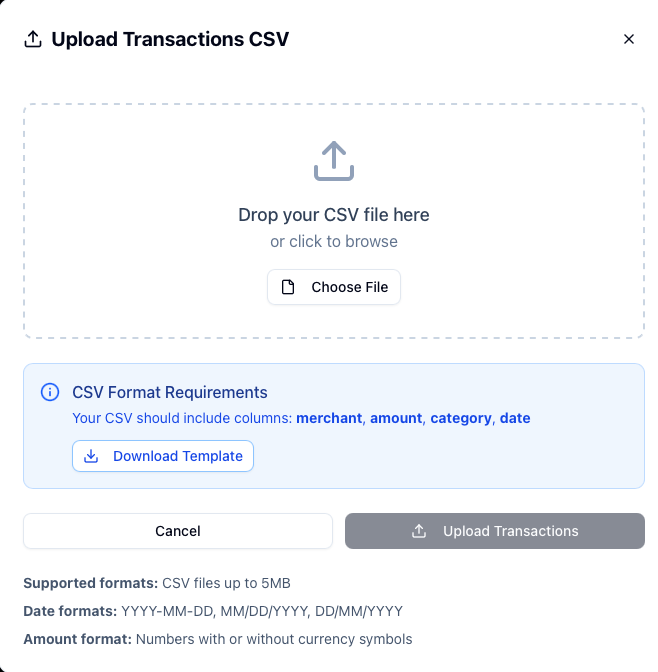 Upload Transactions CSV
Drop your CSV file here
or click to browse
Choose File
CSV Format Requirements
Your CSV should include columns: merchant, amount, category, date
Download Template
Cancel
Upload Transactions
Supported formats: CSV files up to 5MB
Date formats: YYYY-MM-DD, MM/DD/YYYY, DD/MM/YYYY
Amount format: Numbers with or without currency symbols